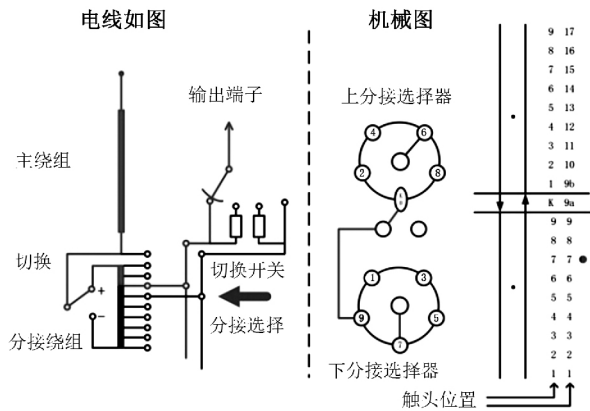 电线如图
机械图
输出端子
主绕组
切换
+
−
分接绕组
切换开关
分接选择
上分接选择器
4
6
2
8
K
1
3
9
5
7
下分接选择器
9 17
8 16
7 15
6 14
5 13
4 12
3 11
2 10
1 9b
K 9a
9 9
8 8
7 7
6 6
5 5
4 4
3 3
2 2
1 1
触头位置